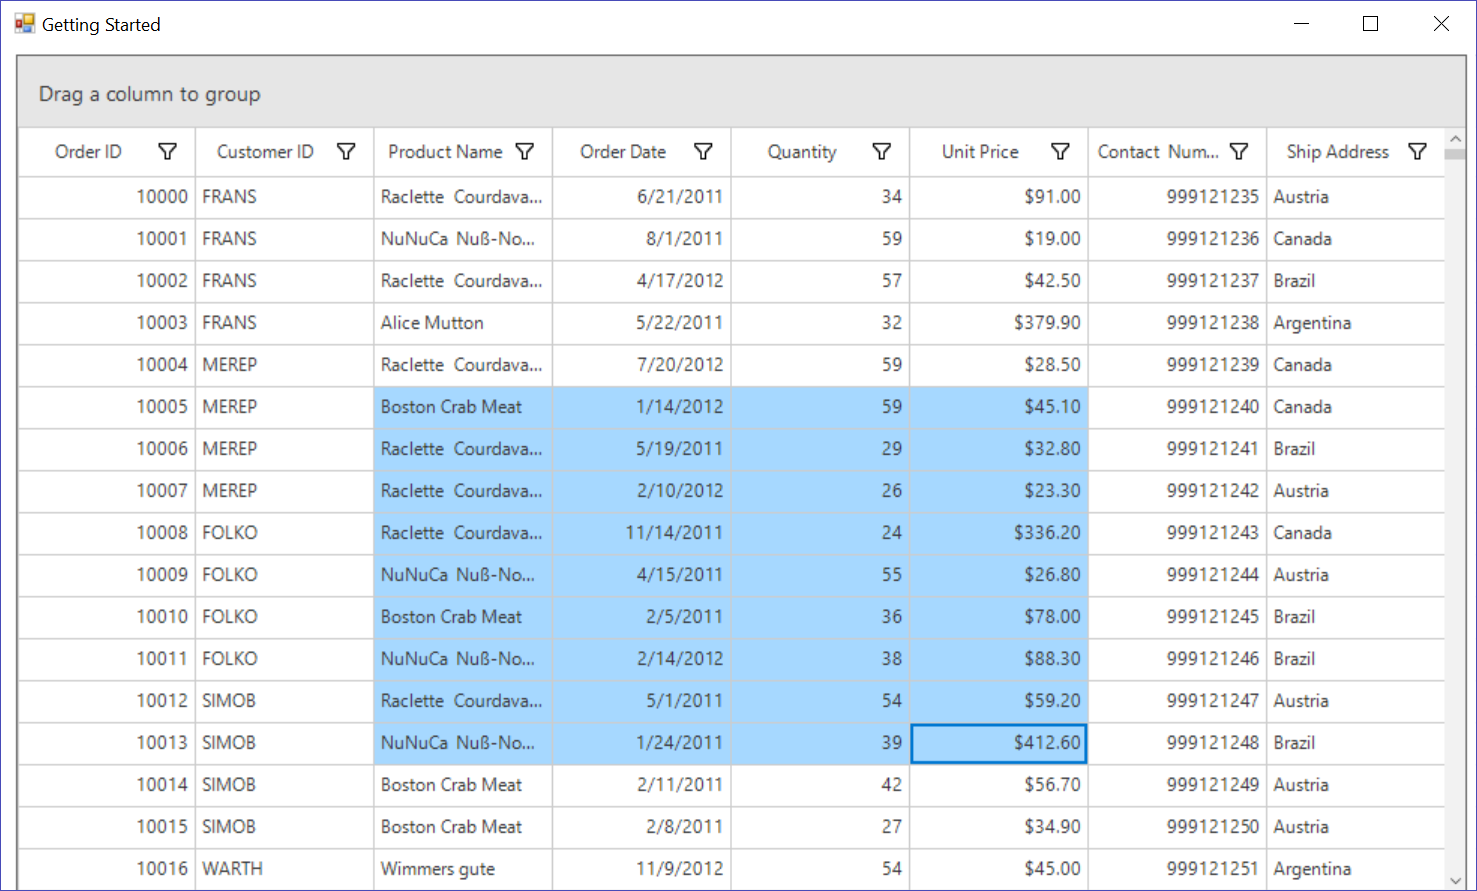 Getting Started
Drag a column to group
Order ID Customer ID Product Name Order Date Quantity Unit Price Contact Num... Ship Address
10000 FRANS Raclette Courdava... 6/21/2011 34 $91.00 999121235 Austria
10001 FRANS NuNuCa Nuß-No... 8/1/2011 59 $19.00 999121236 Canada
10002 FRANS Raclette Courdava... 4/17/2012 57 $42.50 999121237 Brazil
10003 FRANS Alice Mutton 5/22/2011 32 $379.90 999121238 Argentina
10004 MEREP Raclette Courdava... 7/20/2012 59 $28.50 999121239 Canada
10005 MEREP Boston Crab Meat 1/14/2012 59 $45.10 999121240 Canada
10006 MEREP Raclette Courdava... 5/19/2011 29 $32.80 999121241 Brazil
10007 MEREP Raclette Courdava... 2/10/2012 26 $23.30 999121242 Austria
10008 FOLKO Raclette Courdava... 11/14/2011 24 $336.20 999121243 Canada
10009 FOLKO NuNuCa Nuß-No... 4/15/2011 55 $26.80 999121244 Austria
10010 FOLKO Boston Crab Meat 2/5/2011 36 $78.00 999121245 Brazil
10011 FOLKO NuNuCa Nuß-No... 2/14/2012 38 $88.30 999121246 Brazil
10012 SIMOB Raclette Courdava... 5/1/2011 54 $59.20 999121247 Austria
10013 SIMOB NuNuCa Nuß-No... 1/24/2011 39 $412.60 999121248 Brazil
10014 SIMOB Boston Crab Meat 2/11/2011 42 $56.70 999121249 Austria
10015 SIMOB Boston Crab Meat 2/8/2011 27 $34.90 999121250 Austria
10016 WARTH Wimmers gute 11/9/2012 54 $45.00 999121251 Argentina